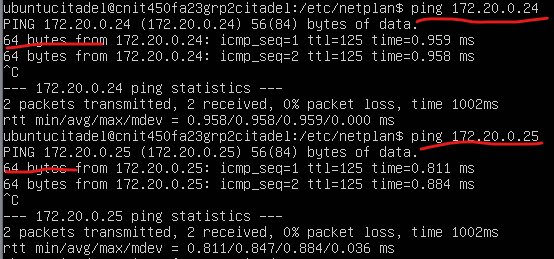 ubuntucitadel@cnit450fa23grp2citadel:/etc/netplan$ ping 172.20.0.24
PING 172.20.0.24 (172.20.0.24) 56(84) bytes of data.
64 bytes from 172.20.0.24: icmp_seq=1 ttl=125 time=0.959 ms
64 bytes from 172.20.0.24: icmp_seq=2 ttl=125 time=0.958 ms
^C
--- 172.20.0.24 ping statistics ---
2 packets transmitted, 2 received, 0% packet loss, time 1002ms
rtt min/avg/max/mdev = 0.958/0.958/0.959/0.000 ms
ubuntucitadel@cnit450fa23grp2citadel:/etc/netplan$ ping 172.20.0.25
PING 172.20.0.25 (172.20.0.25) 56(84) bytes of data.
64 bytes from 172.20.0.25: icmp_seq=1 ttl=125 time=0.811 ms
64 bytes from 172.20.0.25: icmp_seq=2 ttl=125 time=0.884 ms
^C
--- 172.20.0.25 ping statistics ---
2 packets transmitted, 2 received, 0% packet loss, time 1002ms
rtt min/avg/max/mdev = 0.811/0.847/0.884/0.036 ms